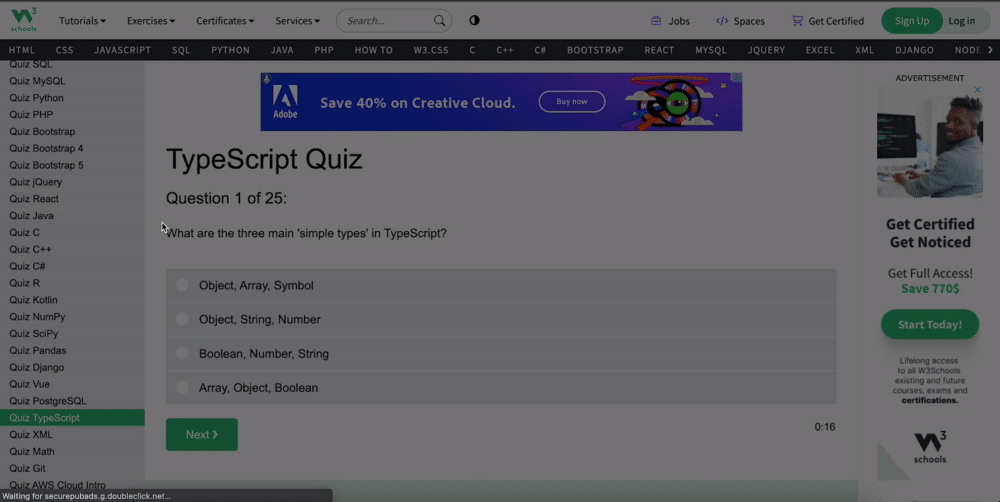 W3
schools
Tutorials Exercises Certificates Services Search... Jobs Spaces Get Certified Sign Up Log in
HTML CSS JAVASCRIPT SQL PYTHON JAVA PHP HOW TO W3.CSS C C++ C# BOOTSTRAP REACT MYSQL JQUERY EXCEL XML DJANGO NODE
Quiz SQL
Quiz MySQL
Quiz Python
Quiz PHP
Quiz Bootstrap
Quiz Bootstrap 4
Quiz Bootstrap 5
Quiz jQuery
Quiz React
Quiz Java
Quiz C
Quiz C++
Quiz C#
Quiz R
Quiz Kotlin
Quiz NumPy
Quiz SciPy
Quiz Pandas
Quiz Django
Quiz Vue
Quiz PostgreSQL
Quiz TypeScript
Quiz XML
Quiz Math
Quiz Git
Quiz AWS Cloud Intro
Waiting for securepubads.g.doubleclick.net...
Adobe
Save 40% on Creative Cloud.
Buy now
TypeScript Quiz
Question 1 of 25:
What are the three main 'simple types' in TypeScript?
Object, Array, Symbol
Object, String, Number
Boolean, Number, String
Array, Object, Boolean
Next ❯
0:16
ADVERTISEMENT
Get Certified
Get Noticed
Get Full Access!
Save 770$
Start Today!
Lifelong access
to all W3Schools
existing and future
courses, exams and
certifications.
W3
schools